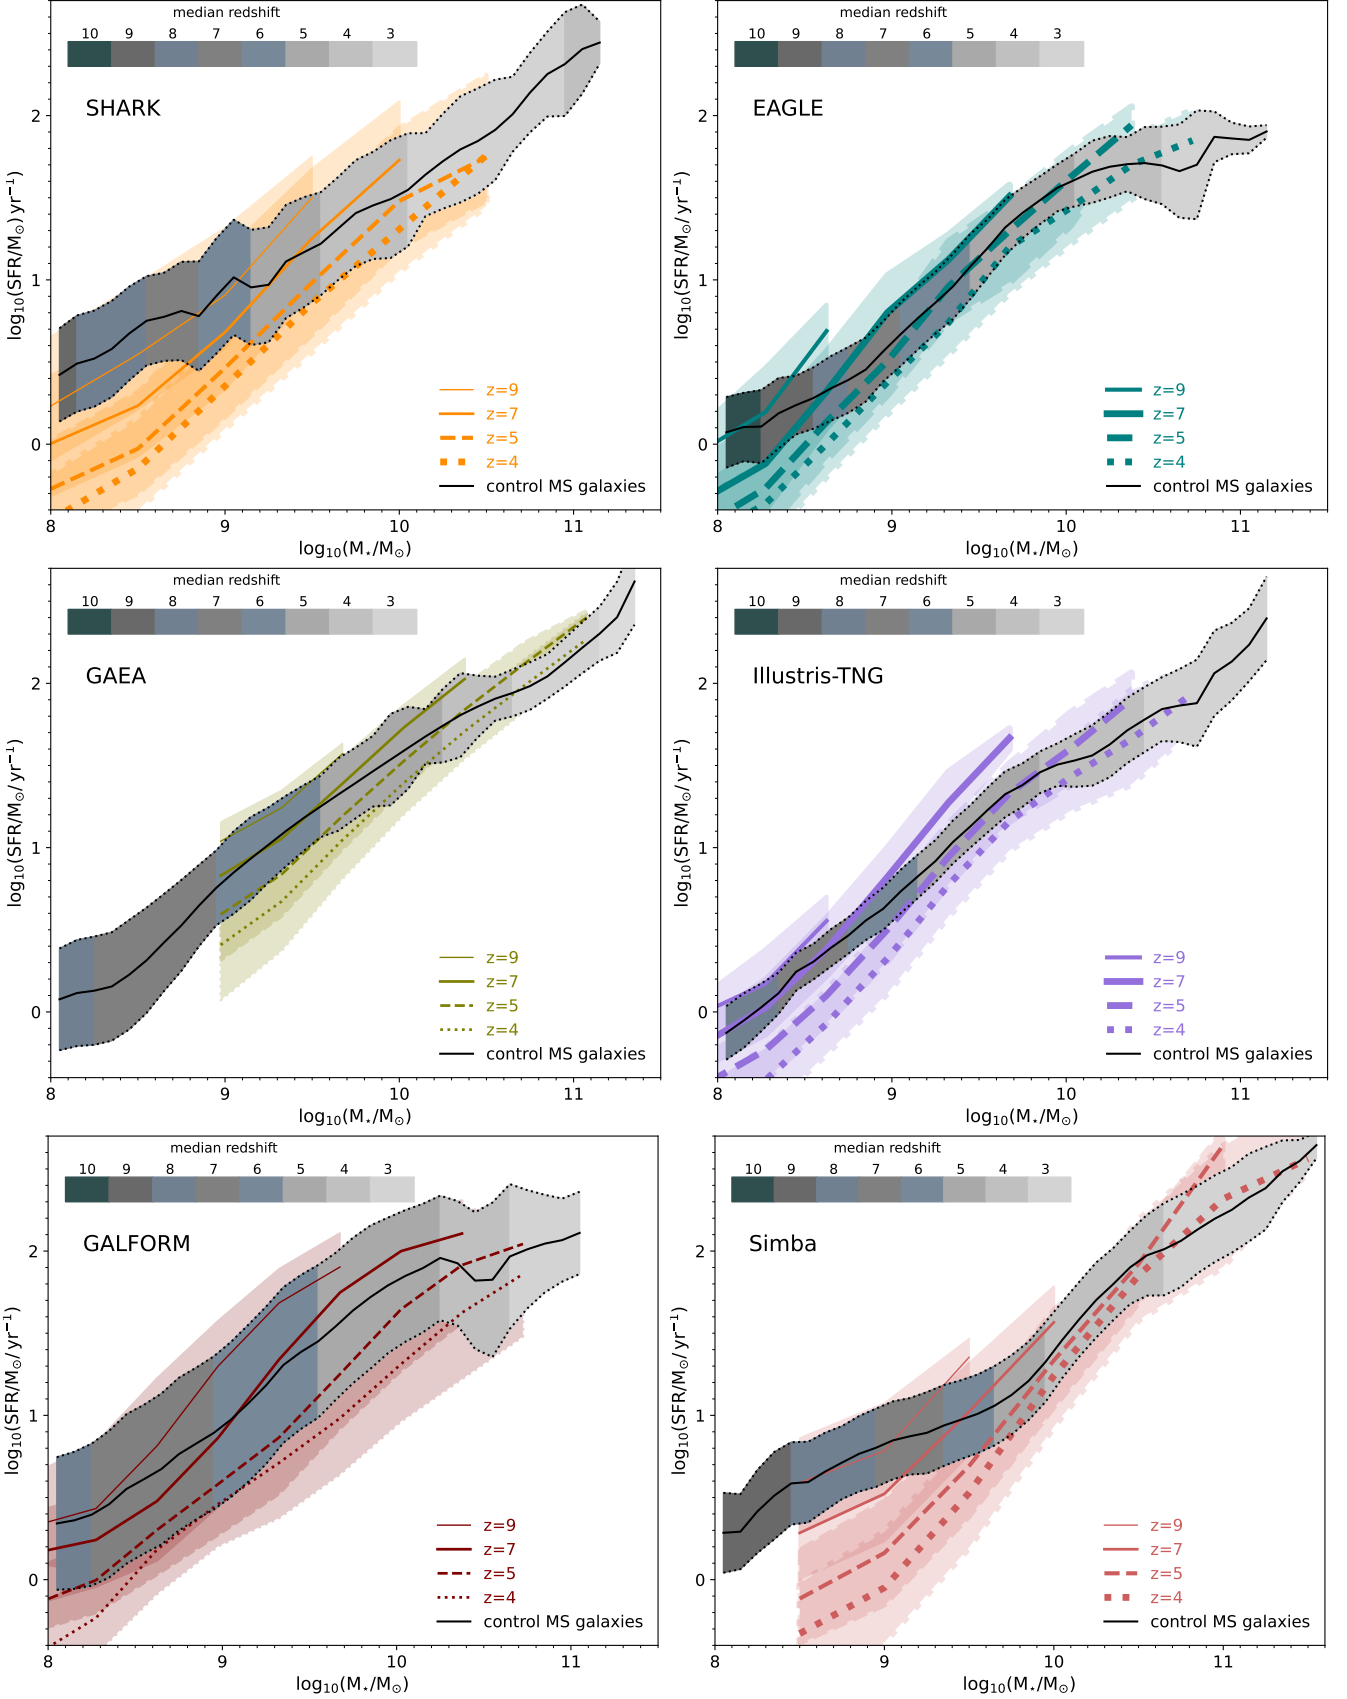 median redshift
10 9 8 7 6 5 4 3
SHARK
2
1
0
log₁₀(SFR/M⊙) yr⁻¹)
z=9
z=7
z=5
z=4
control MS galaxies
8 9 10 11
log₁₀(M⋆/M⊙)
median redshift
10 9 8 7 6 5 4 3
EAGLE
2
1
0
log₁₀(SFR/M⊙/yr⁻¹)
z=9
z=7
z=5
z=4
control MS galaxies
8 9 10 11
log₁₀(M⋆/M⊙)
median redshift
10 9 8 7 6 5 4 3
GAEA
2
1
0
log₁₀(SFR/M⊙/yr⁻¹)
z=9
z=7
z=5
z=4
control MS galaxies
8 9 10 11
log₁₀(M⋆/M⊙)
median redshift
10 9 8 7 6 5 4 3
Illustris-TNG
2
1
0
log₁₀(SFR/M⊙/yr⁻¹)
z=9
z=7
z=5
z=4
control MS galaxies
8 9 10 11
log₁₀(M⋆/M⊙)
median redshift
10 9 8 7 6 5 4 3
GALFORM
2
1
0
log₁₀(SFR/M⊙/yr⁻¹)
z=9
z=7
z=5
z=4
control MS galaxies
8 9 10 11
log₁₀(M⋆/M⊙)
median redshift
10 9 8 7 6 5 4 3
Simba
2
1
0
log₁₀(SFR/M⊙/yr⁻¹)
z=9
z=7
z=5
z=4
control MS galaxies
8 9 10 11
log₁₀(M⋆/M⊙)